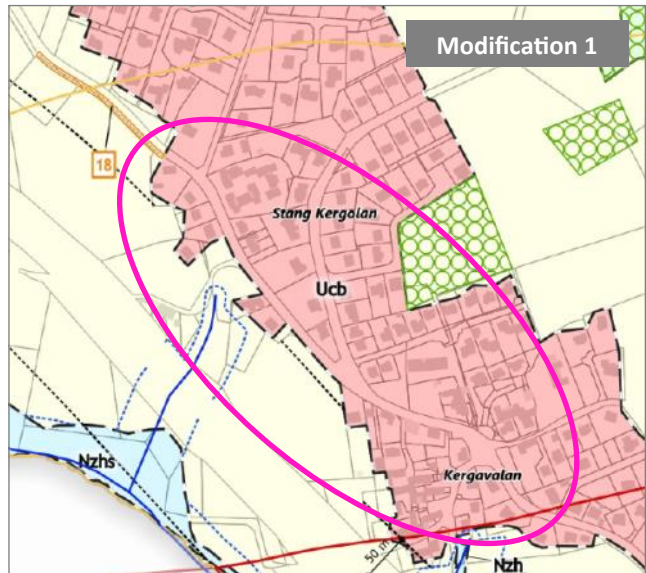 Modification 1
18
Stang Kergolan
Ucb
Nzhs
Kergavalan
50 m
Nzh